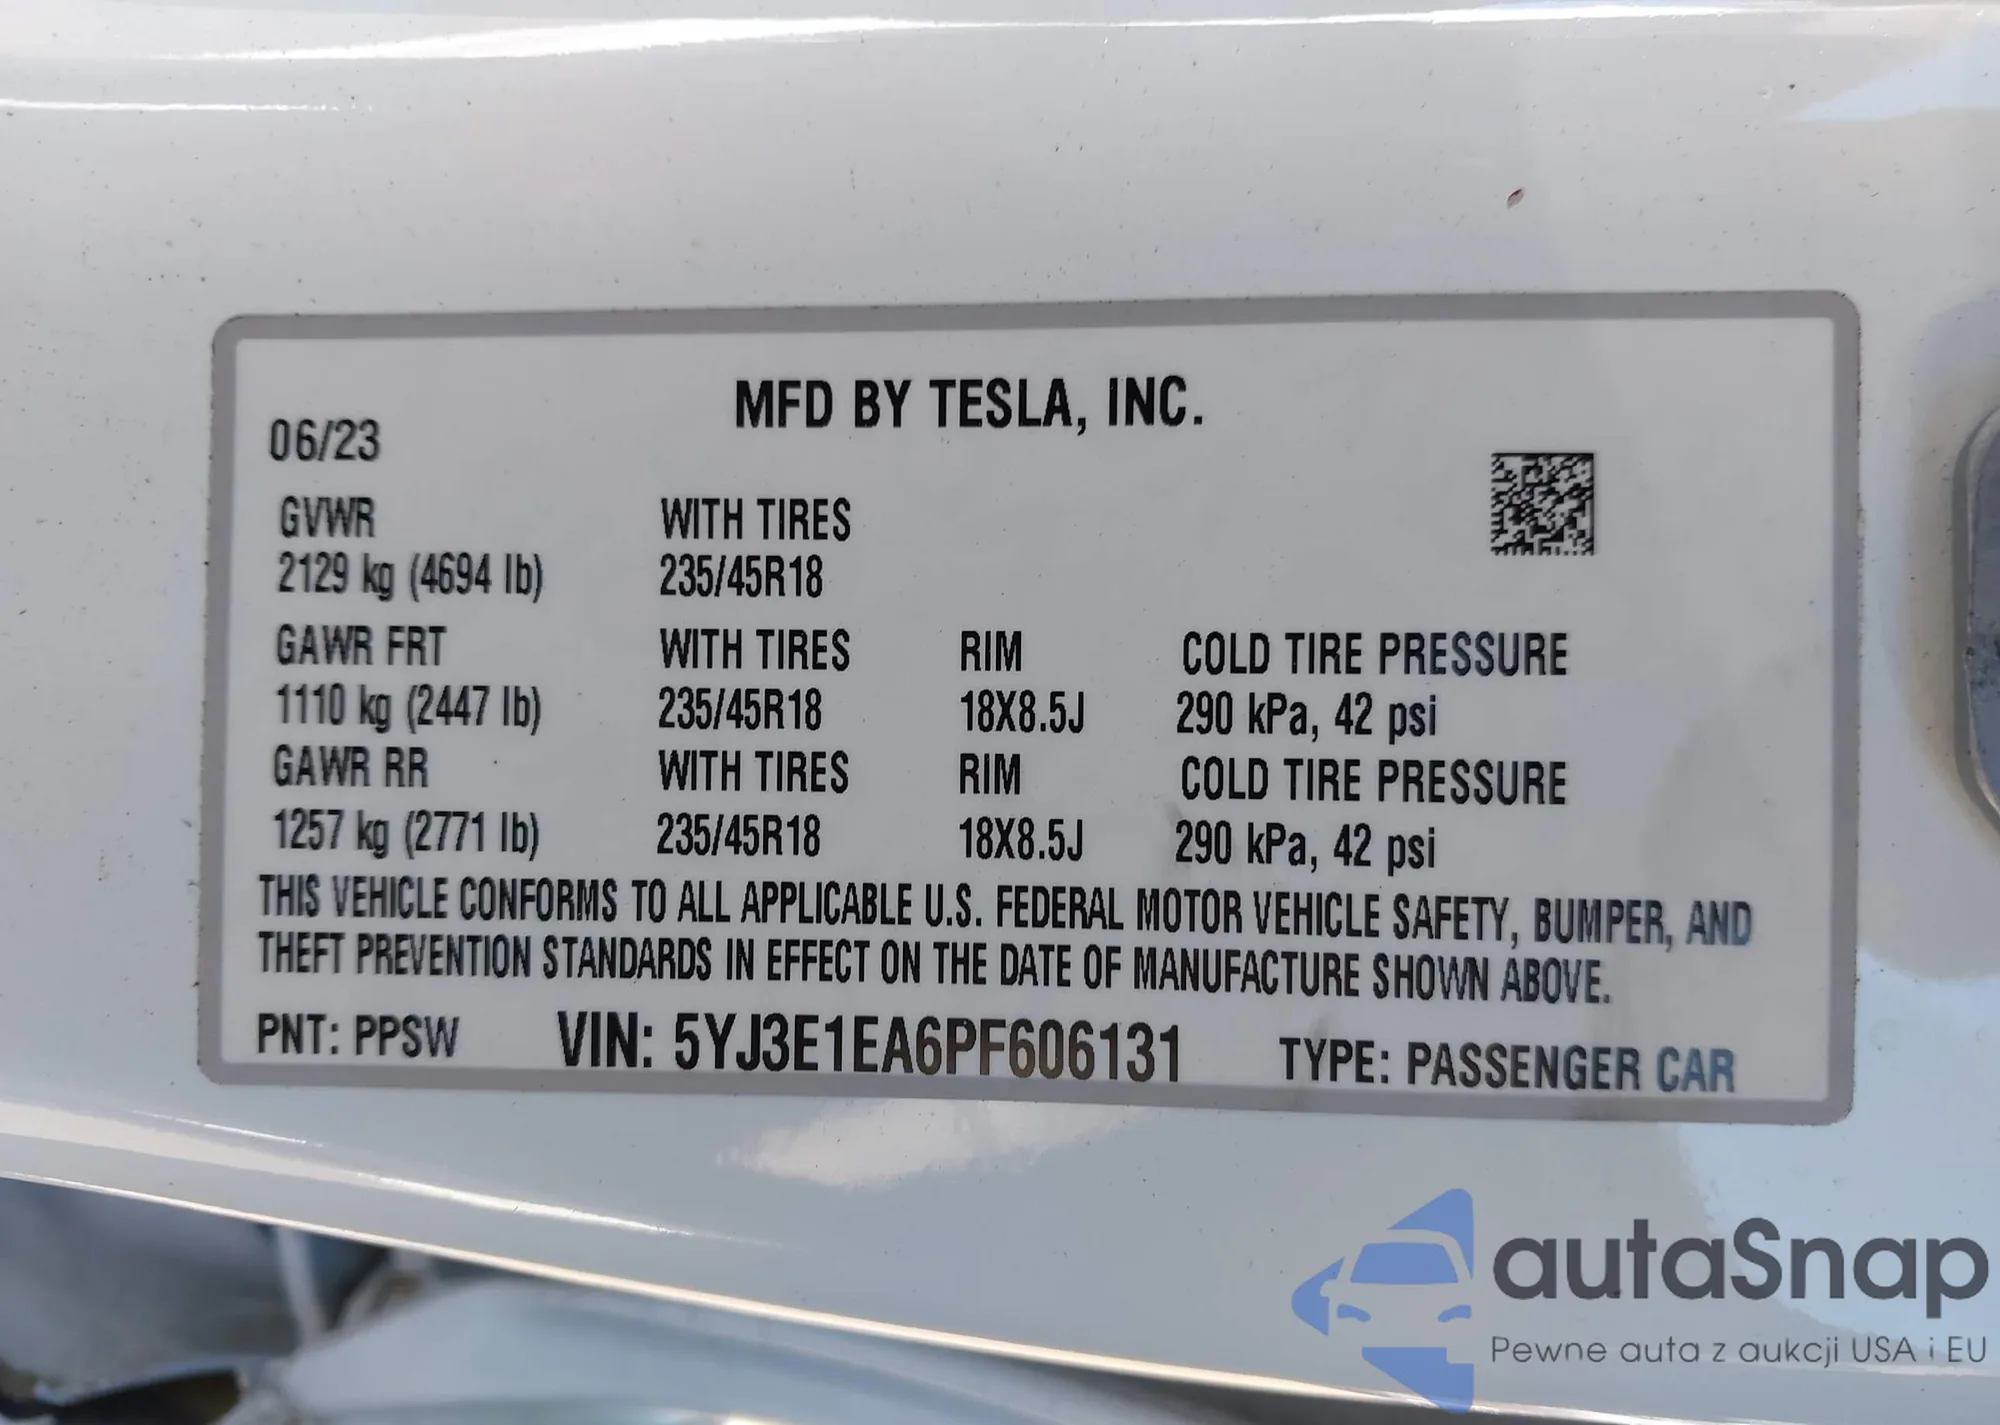 MFD BY TESLA, INC.
06/23
GVWR WITH TIRES
2129 kg (4694 lb) 235/45R18
GAWR FRT WITH TIRES RIM COLD TIRE PRESSURE
1110 kg (2447 lb) 235/45R18 18X8.5J 290 kPa, 42 psi
GAWR RR WITH TIRES RIM COLD TIRE PRESSURE
1257 kg (2771 lb) 235/45R18 18X8.5J 290 kPa, 42 psi
THIS VEHICLE CONFORMS TO ALL APPLICABLE U.S. FEDERAL MOTOR VEHICLE SAFETY, BUMPER, AND
THEFT PREVENTION STANDARDS IN EFFECT ON THE DATE OF MANUFACTURE SHOWN ABOVE.
PNT: PPSW VIN: 5YJ3E1EA6PF606131 TYPE: PASSENGER CAR
autaSnap
Pewne auta z aukcji USA i EU